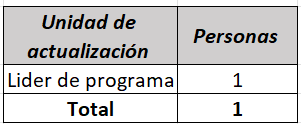 Unidad de
actualización Personas
Lider de programa 1
Total 1